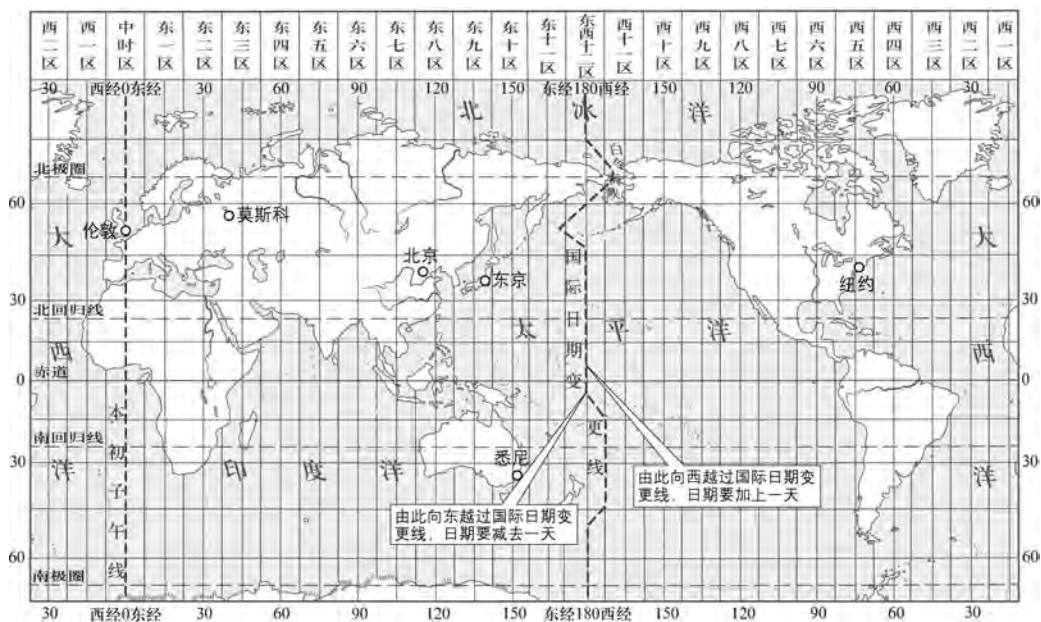 西二区 西一区 中时区 东一区 东二区 东三区 东四区 东五区 东六区 东七区 东八区 东九区 东十区 东十一区 东西十二区 西十一区 西十区 西九区 西八区 西七区 西六区 西五区 西四区 西三区 西二区 西一区
30 西经0东经 30 60 90 120 150 东经180西经 150 120 90 60 30
北冰洋
白
北极圈
60 60
莫斯科
伦敦
大 大
北京
东京
纽约
国际日期变更线
30 30
北回归线
太平洋
西 西
赤道
0 0
本初子午线
南回归线
悉尼
30 30
洋 印度洋 洋
由此向西越过国际日期变
更线，日期要加上一天
由此向东越过国际日期变
更线，日期要减去一天
60 60
南极圈
30 西经0东经 30 60 90 120 150 东经180西经 150 120 90 60 30